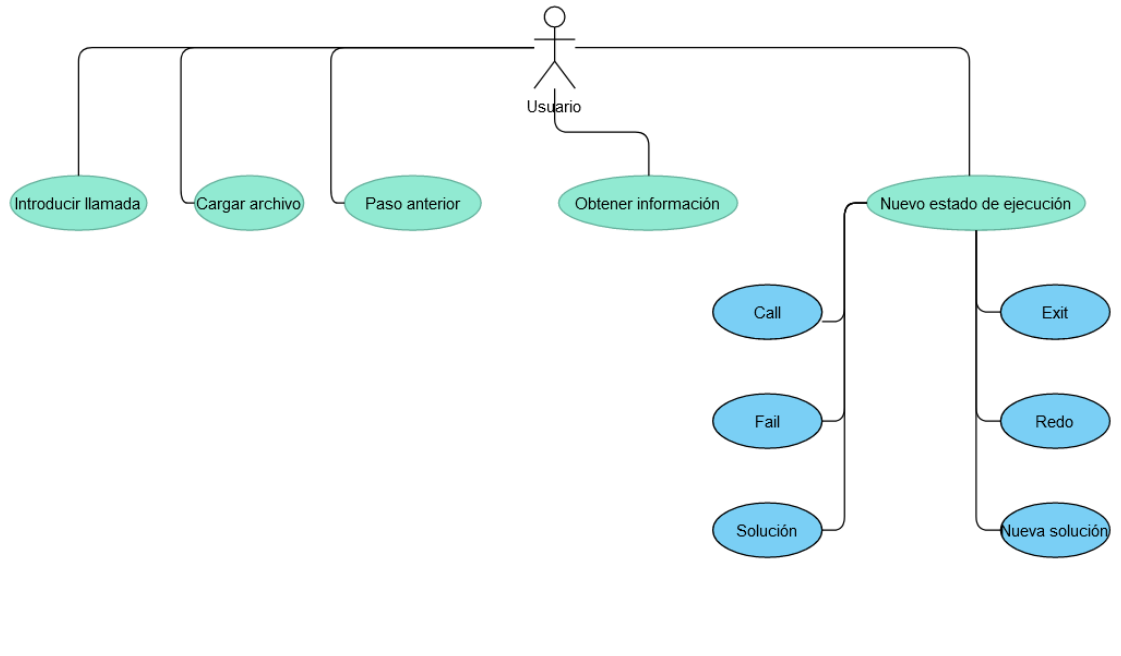 Usuario
Introducir llamada
Cargar archivo
Paso anterior
Obtener información
Nuevo estado de ejecución
Call
Exit
Fail
Redo
Solución
Nueva solución